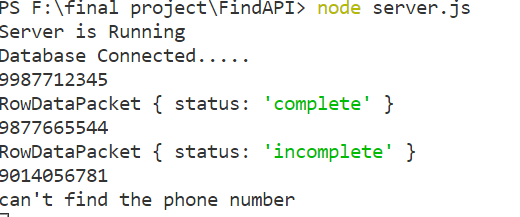 PS F:\final project\FindAPI> node server.js
Server is Running
Database Connected.....
9987712345
RowDataPacket { status: 'complete' }
9877665544
RowDataPacket { status: 'incomplete' }
9014056781
can't find the phone number